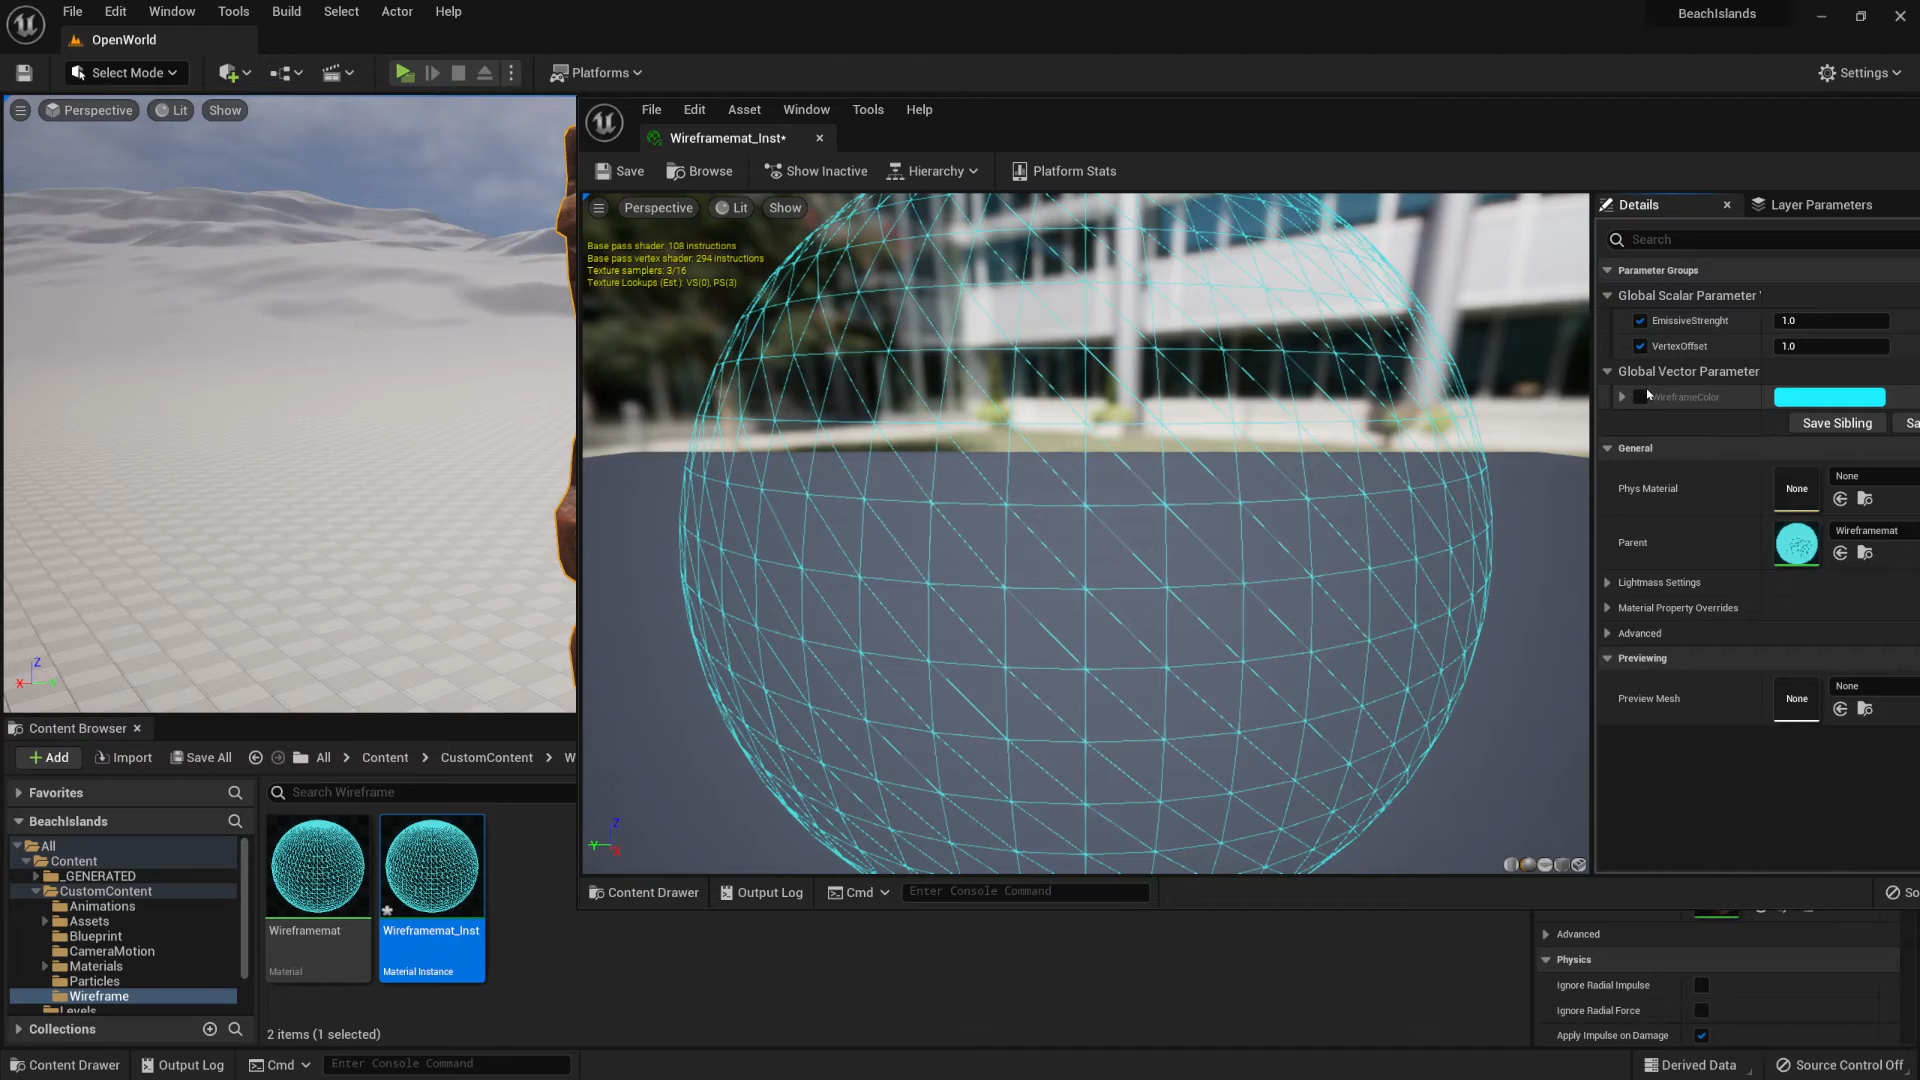 File Edit Window Tools Build Select Actor Help
BeachIslands
OpenWorld
Select Mode
Platforms
Settings
Perspective Lit Show
File Edit Asset Window Tools Help
Wireframemat_Inst*
Save Browse Show Inactive Hierarchy Platform Stats
Perspective Lit Show
Base pass shader: 108 instructions
Base pass vertex shader: 294 instructions
Texture samplers: 3/16
Texture Lookups (Est.): VS(0), PS(3)
Details Layer Parameters
Search
Parameter Groups
Global Scalar Parameter
EmissiveStrenght 1.0
VertexOffset 1.0
Global Vector Parameter
WireframeColor
Save Sibling Sa
General
Phys Material None None
Parent Wireframemat
Lightmass Settings
Material Property Overrides
Advanced
Previewing
Preview Mesh None None
Z
X Y
Z
Y X
Content Drawer Output Log Cmd Enter Console Command So
Content Browser
Add Import Save All All > Content > CustomContent > W
Favorites
Search Wireframe
BeachIslands
All
Content
_GENERATED
CustomContent
Animations
Assets
Blueprint
CameraMotion
Materials
Particles
Wireframe
Levels
Collections
Wireframemat
Material
Wireframemat_Inst
Material Instance
2 items (1 selected)
Advanced
Physics
Ignore Radial Impulse
Ignore Radial Force
Apply Impulse on Damage
Content Drawer Output Log Cmd Enter Console Command
Derived Data Source Control Off